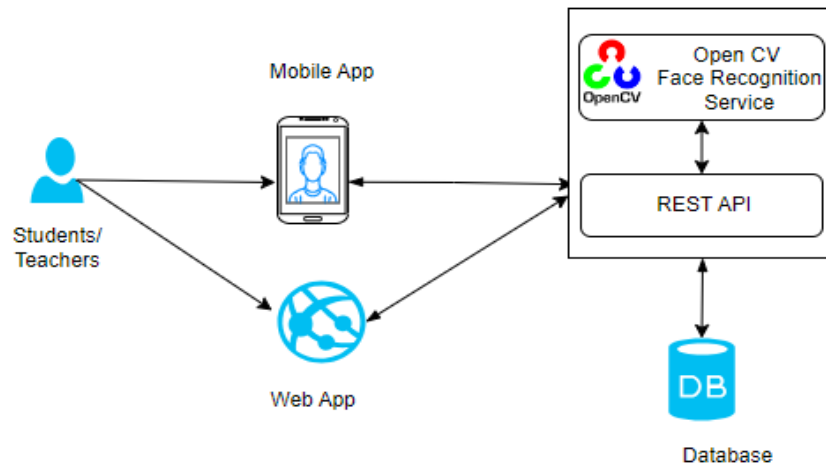 Open CV
Face Recognition
Service
OpenCV
Mobile App
REST API
Students/
Teachers
Web App
DB
Database